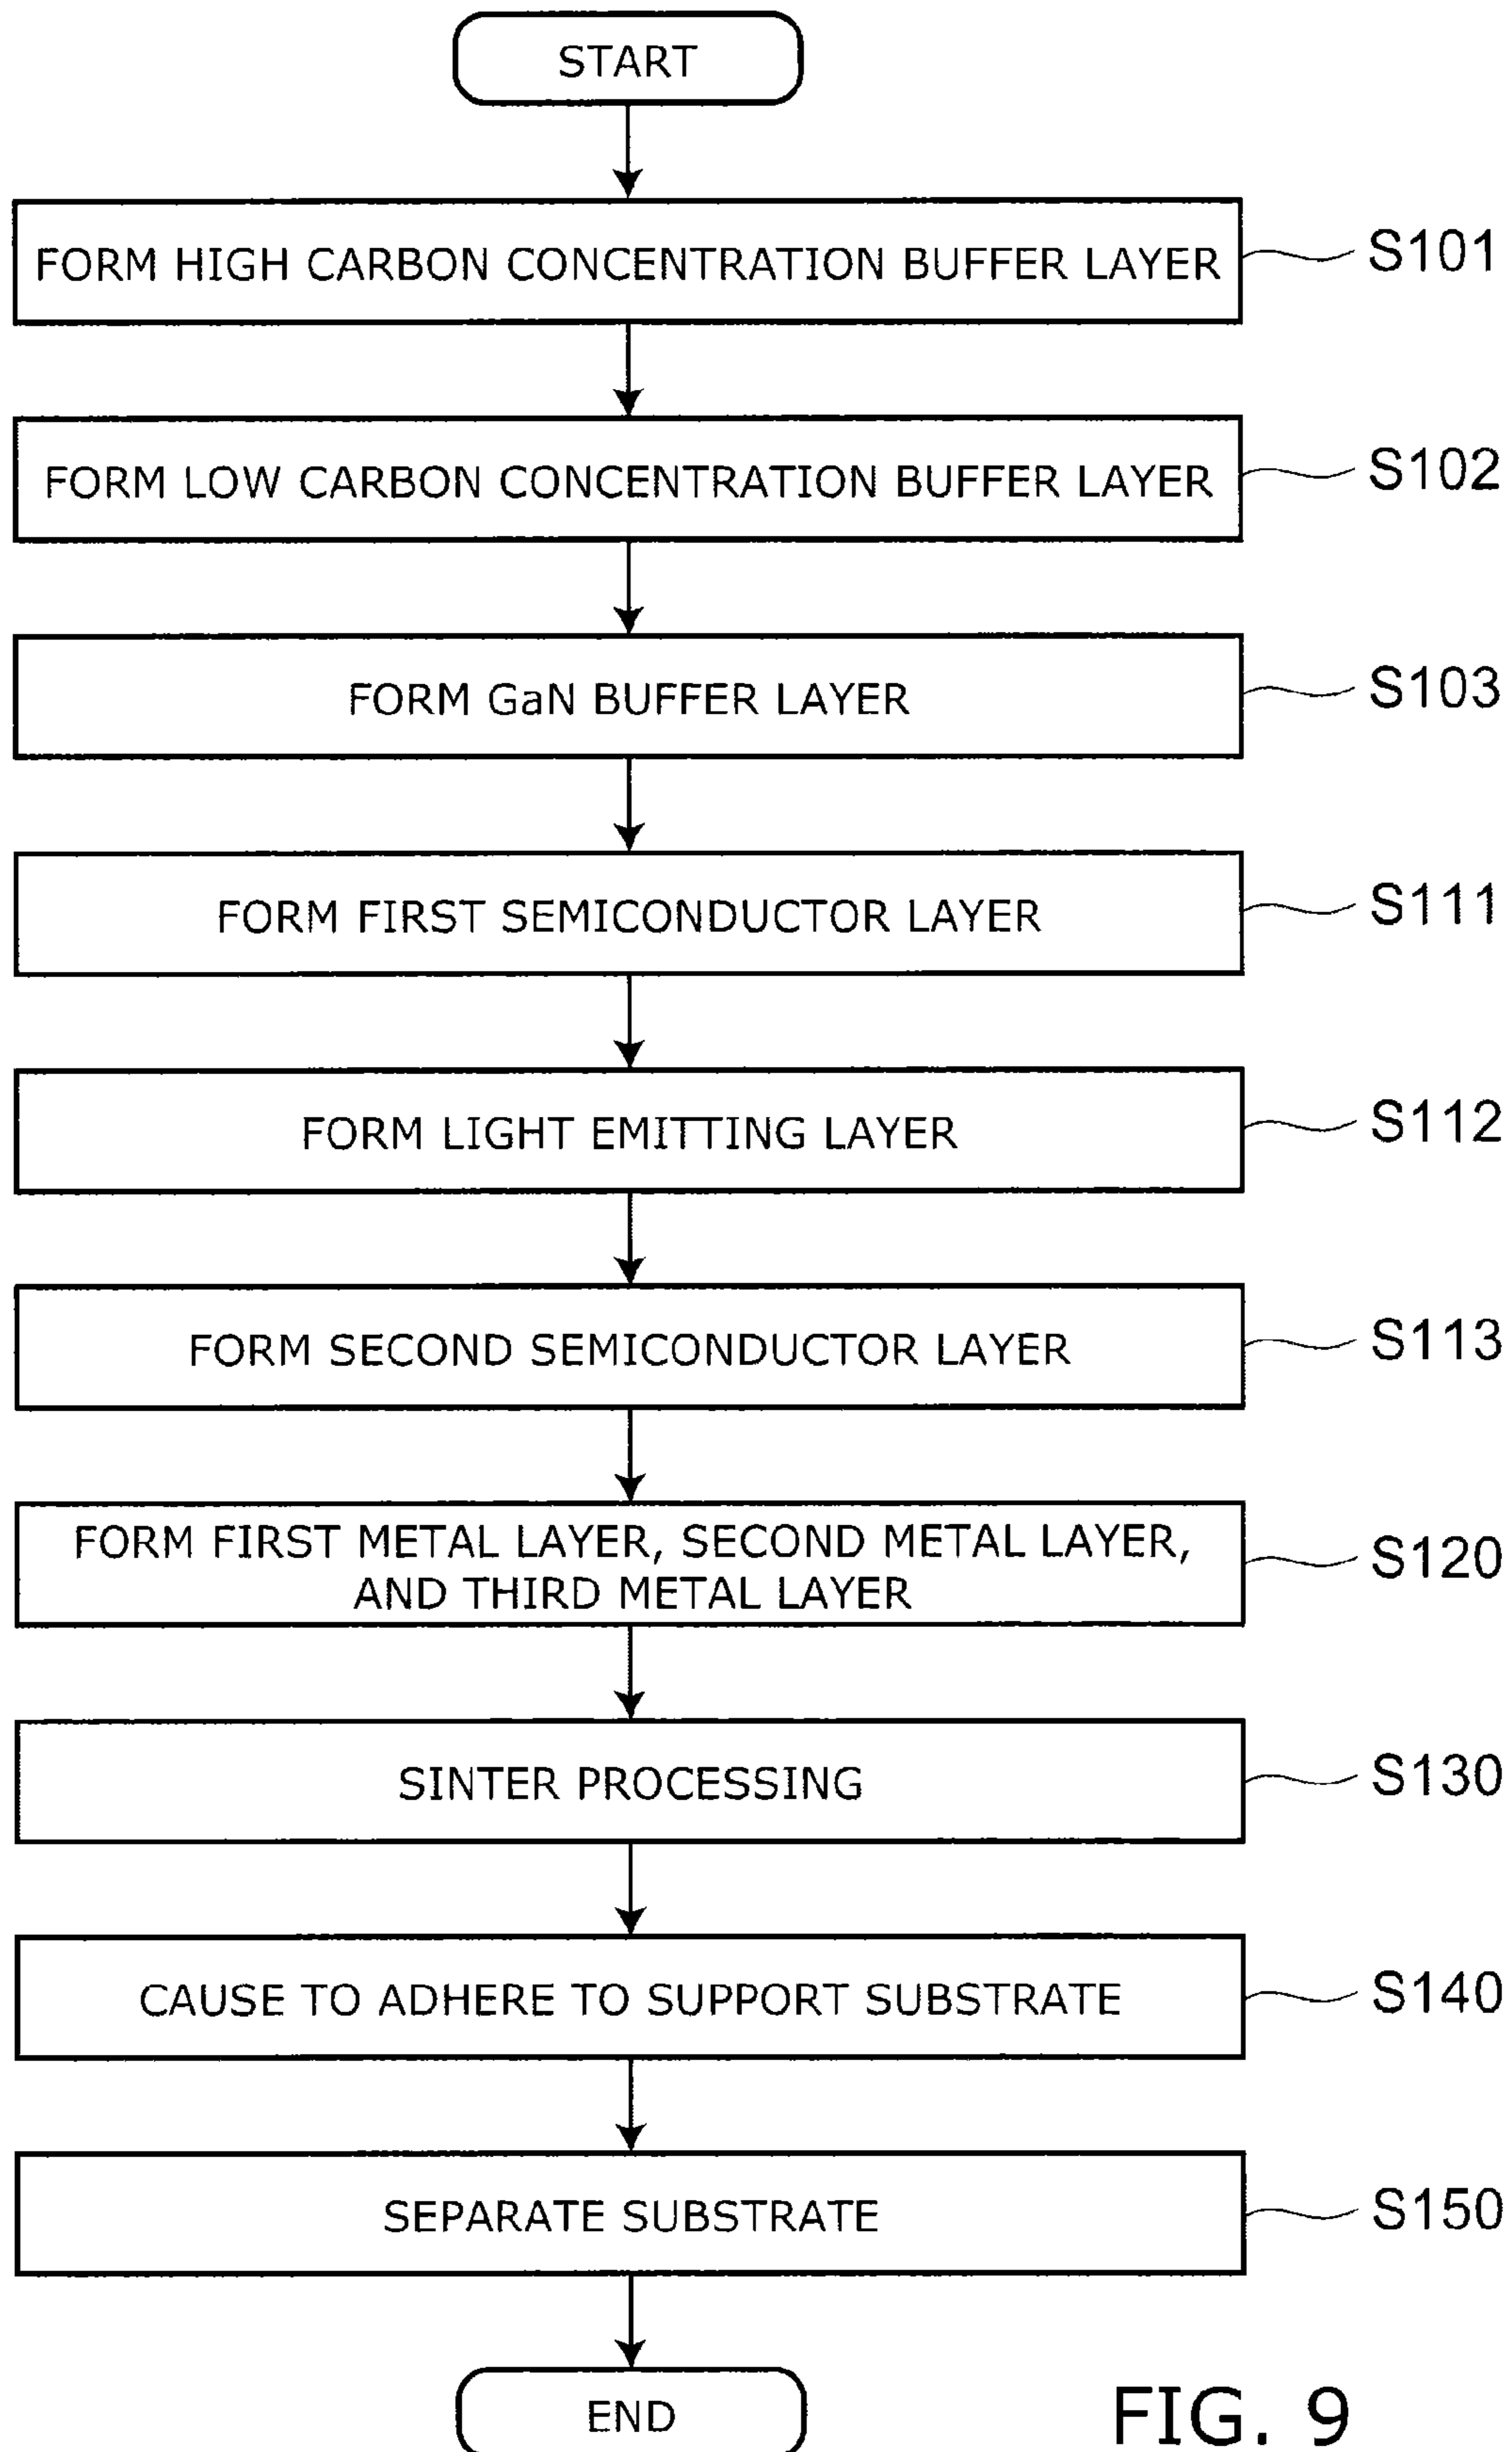 START
FORM HIGH CARBON CONCENTRATION BUFFER LAYER
S101
FORM LOW CARBON CONCENTRATION BUFFER LAYER
S102
FORM GaN BUFFER LAYER
S103
FORM FIRST SEMICONDUCTOR LAYER
S111
FORM LIGHT EMITTING LAYER
S112
FORM SECOND SEMICONDUCTOR LAYER
S113
FORM FIRST METAL LAYER, SECOND METAL LAYER,
AND THIRD METAL LAYER
S120
SINTER PROCESSING
S130
CAUSE TO ADHERE TO SUPPORT SUBSTRATE
S140
SEPARATE SUBSTRATE
S150
END
FIG. 9